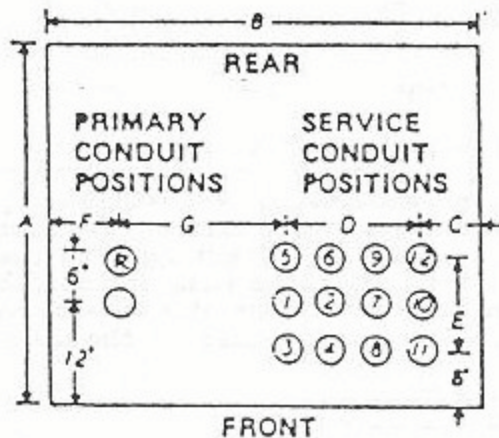 B
REAR
PRIMARY CONDUIT POSITIONS
SERVICE CONDUIT POSITIONS
A
F G D C
R 5 6 9 12
6"
1 2 7 10
E
12"
3 4 8 11
8"
FRONT